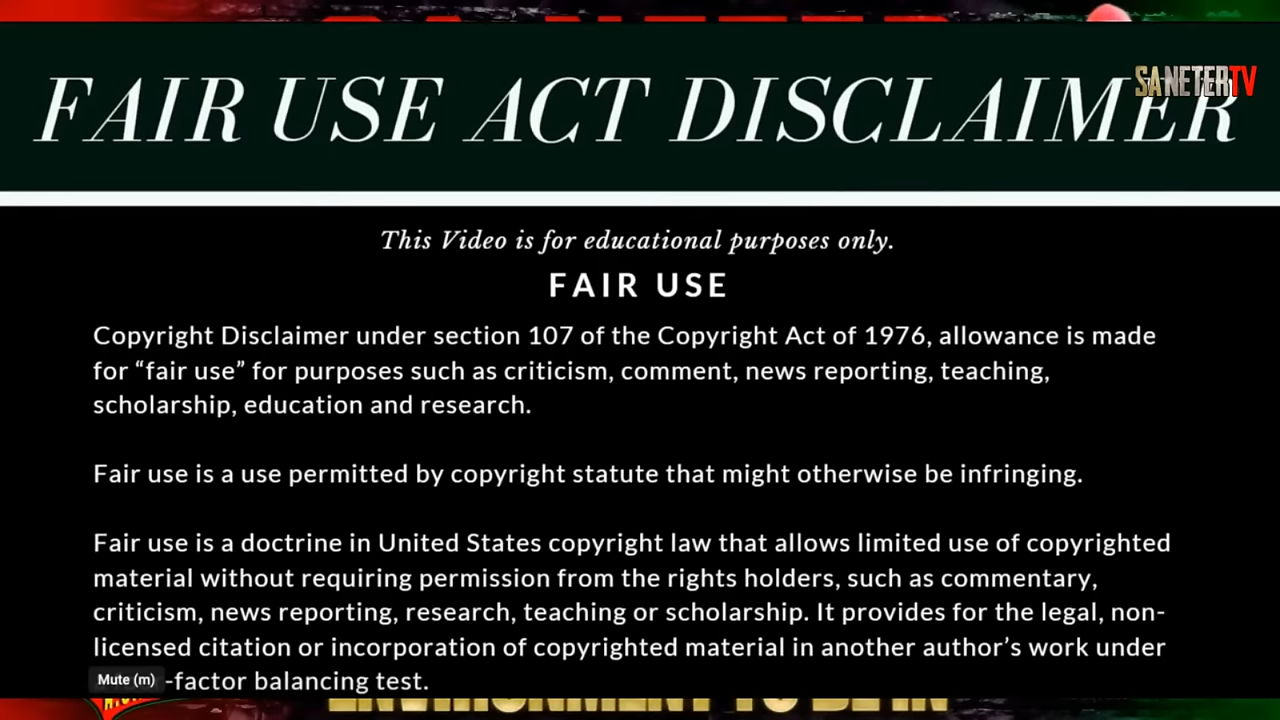 FAIR USE ACT DISCLAIMER
SANETERTV
This Video is for educational purposes only.
FAIR USE
Copyright Disclaimer under section 107 of the Copyright Act of 1976, allowance is made
for “fair use” for purposes such as criticism, comment, news reporting, teaching,
scholarship, education and research.
Fair use is a use permitted by copyright statute that might otherwise be infringing.
Fair use is a doctrine in United States copyright law that allows limited use of copyrighted
material without requiring permission from the rights holders, such as commentary,
criticism, news reporting, research, teaching or scholarship. It provides for the legal, non-
licensed citation or incorporation of copyrighted material in another author’s work under
Mute (m) -factor balancing test.